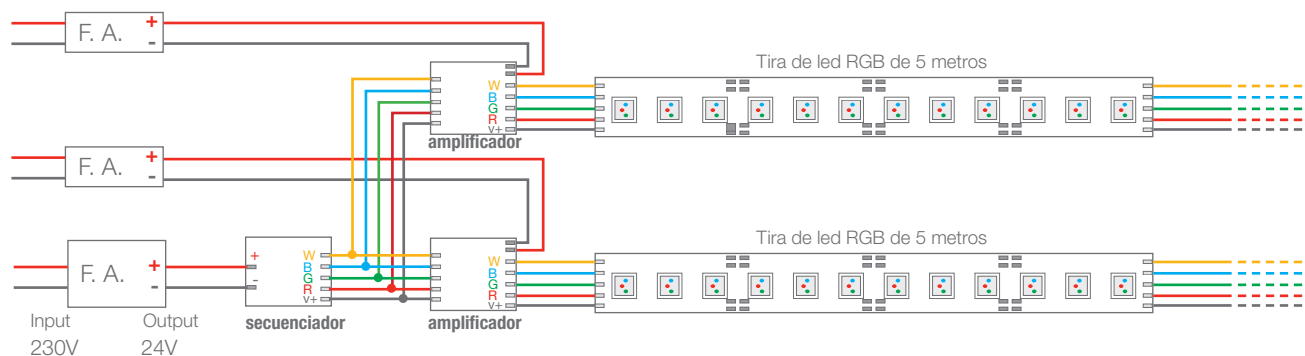 F. A. + -
Tira de led RGB de 5 metros
W
B
G
R
V+
amplificador
F. A. + -
Tira de led RGB de 5 metros
F. A. + -
+
-
W
B
G
R
V+
W
B
G
R
V+
Input
230V
Output
24V
secuenciador
amplificador